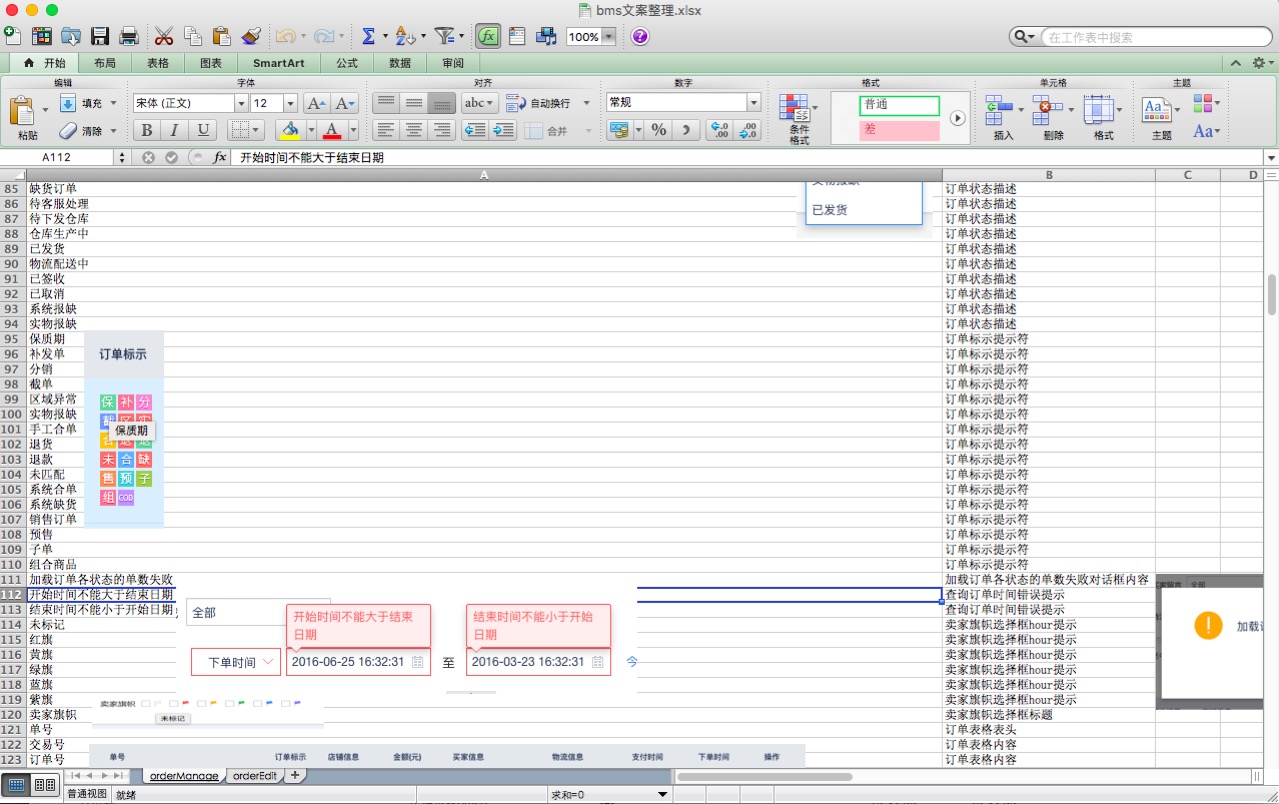 bms文案整理.xlsx
100%
在工作表中搜索
开始 布局 表格 图表 SmartArt 公式 数据 审阅
编辑 字体 对齐 数字 格式 单元格 主题
粘贴 填充 清除
宋体 (正文) 12
abc 自动换行 合并
常规
条件格式
普通
差
插入 删除 格式 主题 Aa
A112 fx 开始时间不能大于结束日期
A B C D
85 缺货订单 订单状态描述
86 待客服处理 订单状态描述
87 待下发仓库 订单状态描述
88 仓库生产中 订单状态描述
89 已发货 订单状态描述
90 物流配送中 订单状态描述
91 已签收 订单状态描述
92 已取消 订单状态描述
93 系统报缺 订单状态描述
94 实物报缺 订单状态描述
95 保质期 订单标示提示符
96 补发单 订单标示提示符
97 分销 订单标示提示符
98 截单 订单标示提示符
99 区域异常 订单标示提示符
100 实物报缺 订单标示提示符
101 手工合单 订单标示提示符
102 退货 订单标示提示符
103 退款 订单标示提示符
104 未匹配 订单标示提示符
105 系统合单 订单标示提示符
106 系统缺货 订单标示提示符
107 销售订单 订单标示提示符
108 预售 订单标示提示符
109 子单 订单标示提示符
110 组合商品 订单标示提示符
111 加载订单各状态的单数失败 加载订单各状态的单数失败对话框内容
112 开始时间不能大于结束日期 查询订单时间错误提示
113 结束时间不能小于开始日期 查询订单时间错误提示
114 未标记 卖家旗帜选择框hour提示
115 红旗 卖家旗帜选择框hour提示
116 黄旗 卖家旗帜选择框hour提示
117 绿旗 卖家旗帜选择框hour提示
118 蓝旗 卖家旗帜选择框hour提示
119 紫旗 卖家旗帜选择框hour提示
120 卖家旗帜 卖家旗帜选择框标题
121 单号 订单表格表头
122 交易号 订单表格内容
123 订单号 订单表格内容
已发货
订单标示
保 补 分
保质期
未 合 缺
售 预 子
组 COD
全部
开始时间不能大于结束
日期
结束时间不能小于开始
日期
下单时间 2016-06-25 16:32:31 至 2016-03-23 16:32:31 今
卖家旗帜
未标记
单号 订单标示 店铺信息 金额(元) 买家信息 物流信息 支付时间 下单时间 操作
加载
orderManage orderEdit
普通视图 就绪 求和=0